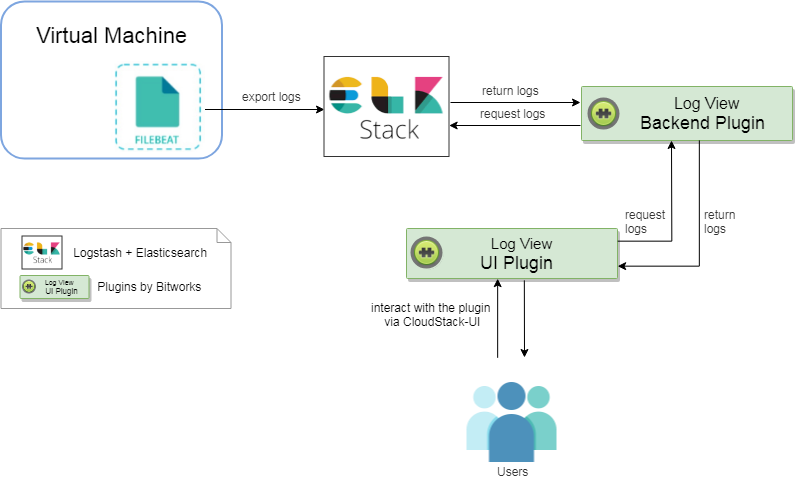 Virtual Machine
FILEBEAT
export logs
ELK
Stack
return logs
request logs
Log View
Backend Plugin
request
logs
return
logs
Log View
UI Plugin
ELK
Stack
Logstash + Elasticsearch
Log View
UI Plugin
Plugins by Bitworks
interact with the plugin
via CloudStack-UI
Users